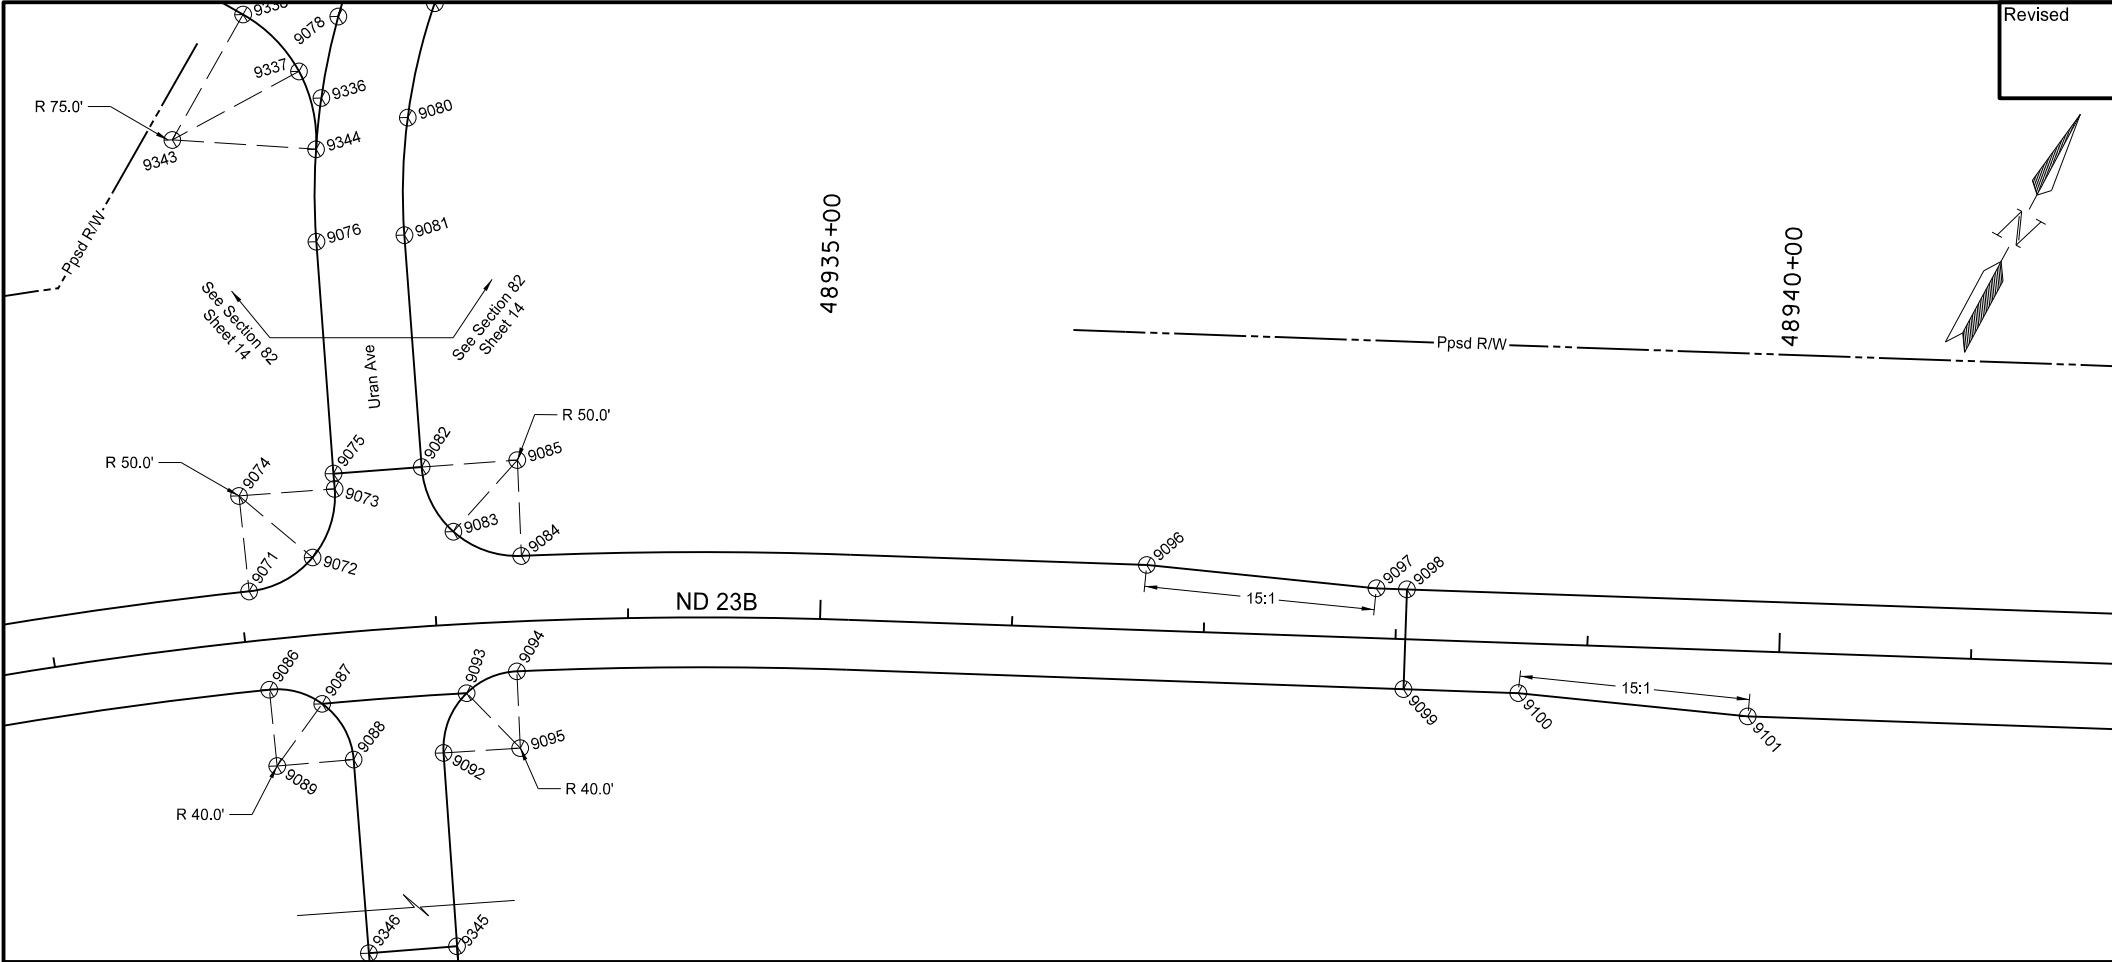 Revised
9338
9078
9337
9336
R 75.0'
9080
9344
9343
9076
9081
Ppsd R/W
See Section 82
Sheet 14
See Section 82
Sheet 14
48935+00
48940+00
N
Ppsd R/W
Uran Ave
R 50.0'
9075
9082
9085
R 50.0'
9074
9073
9083
9084
9071
9072
9096
9097
9098
15:1
ND 23B
9086
9087
9093
9094
9088
9089
9092
9095
R 40.0'
R 40.0'
9099
9100
15:1
9101
9346
9345